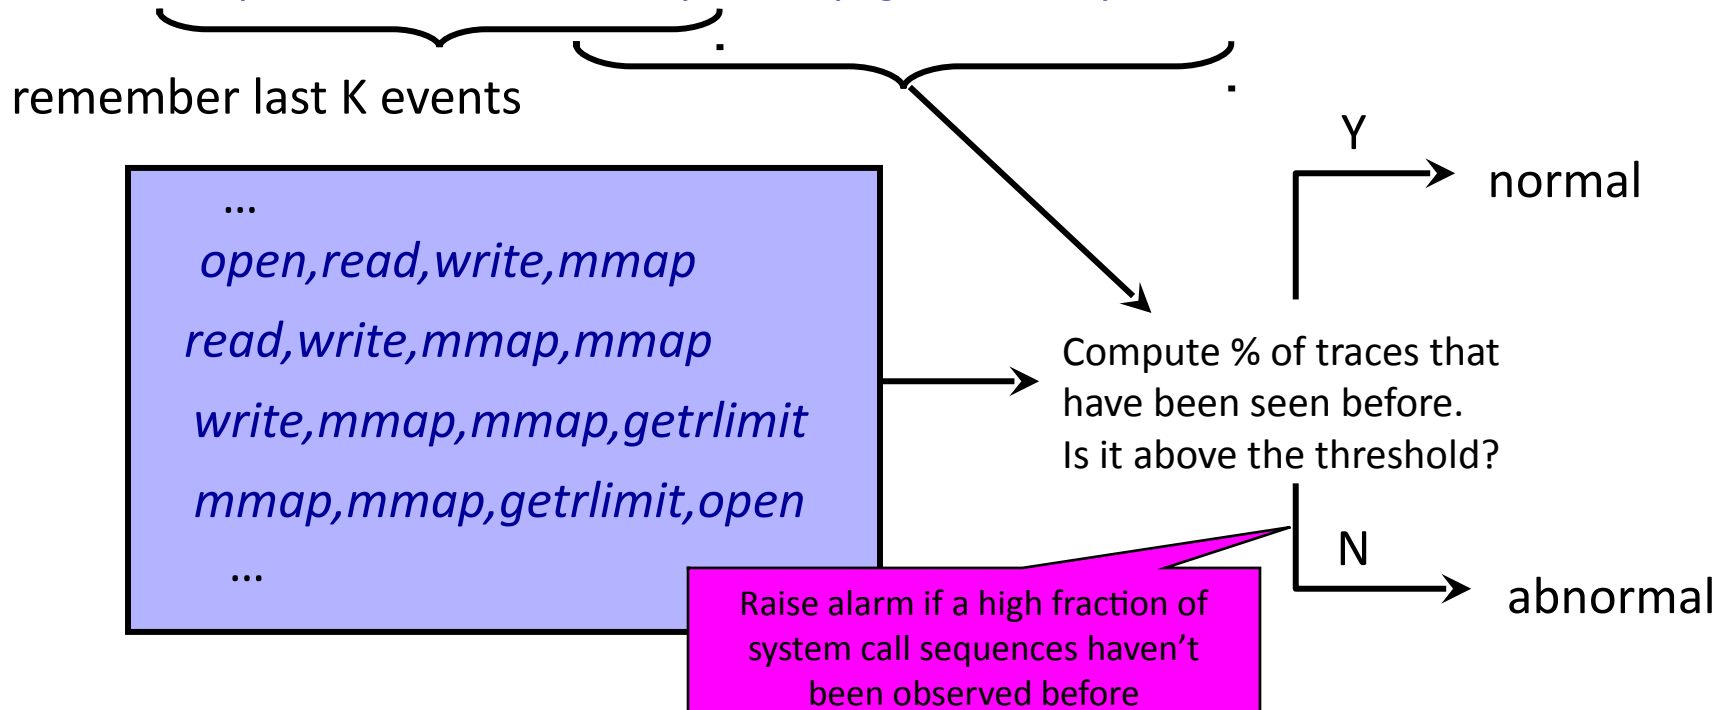 remember last K events
Y
normal
...
open,read,write,mmap
read,write,mmap,mmap
write,mmap,mmap,getrlimit
mmap,mmap,getrlimit,open
...
Compute % of traces that
have been seen before.
Is it above the threshold?
N
abnormal
Raise alarm if a high fraction of
system call sequences haven’t
been observed before